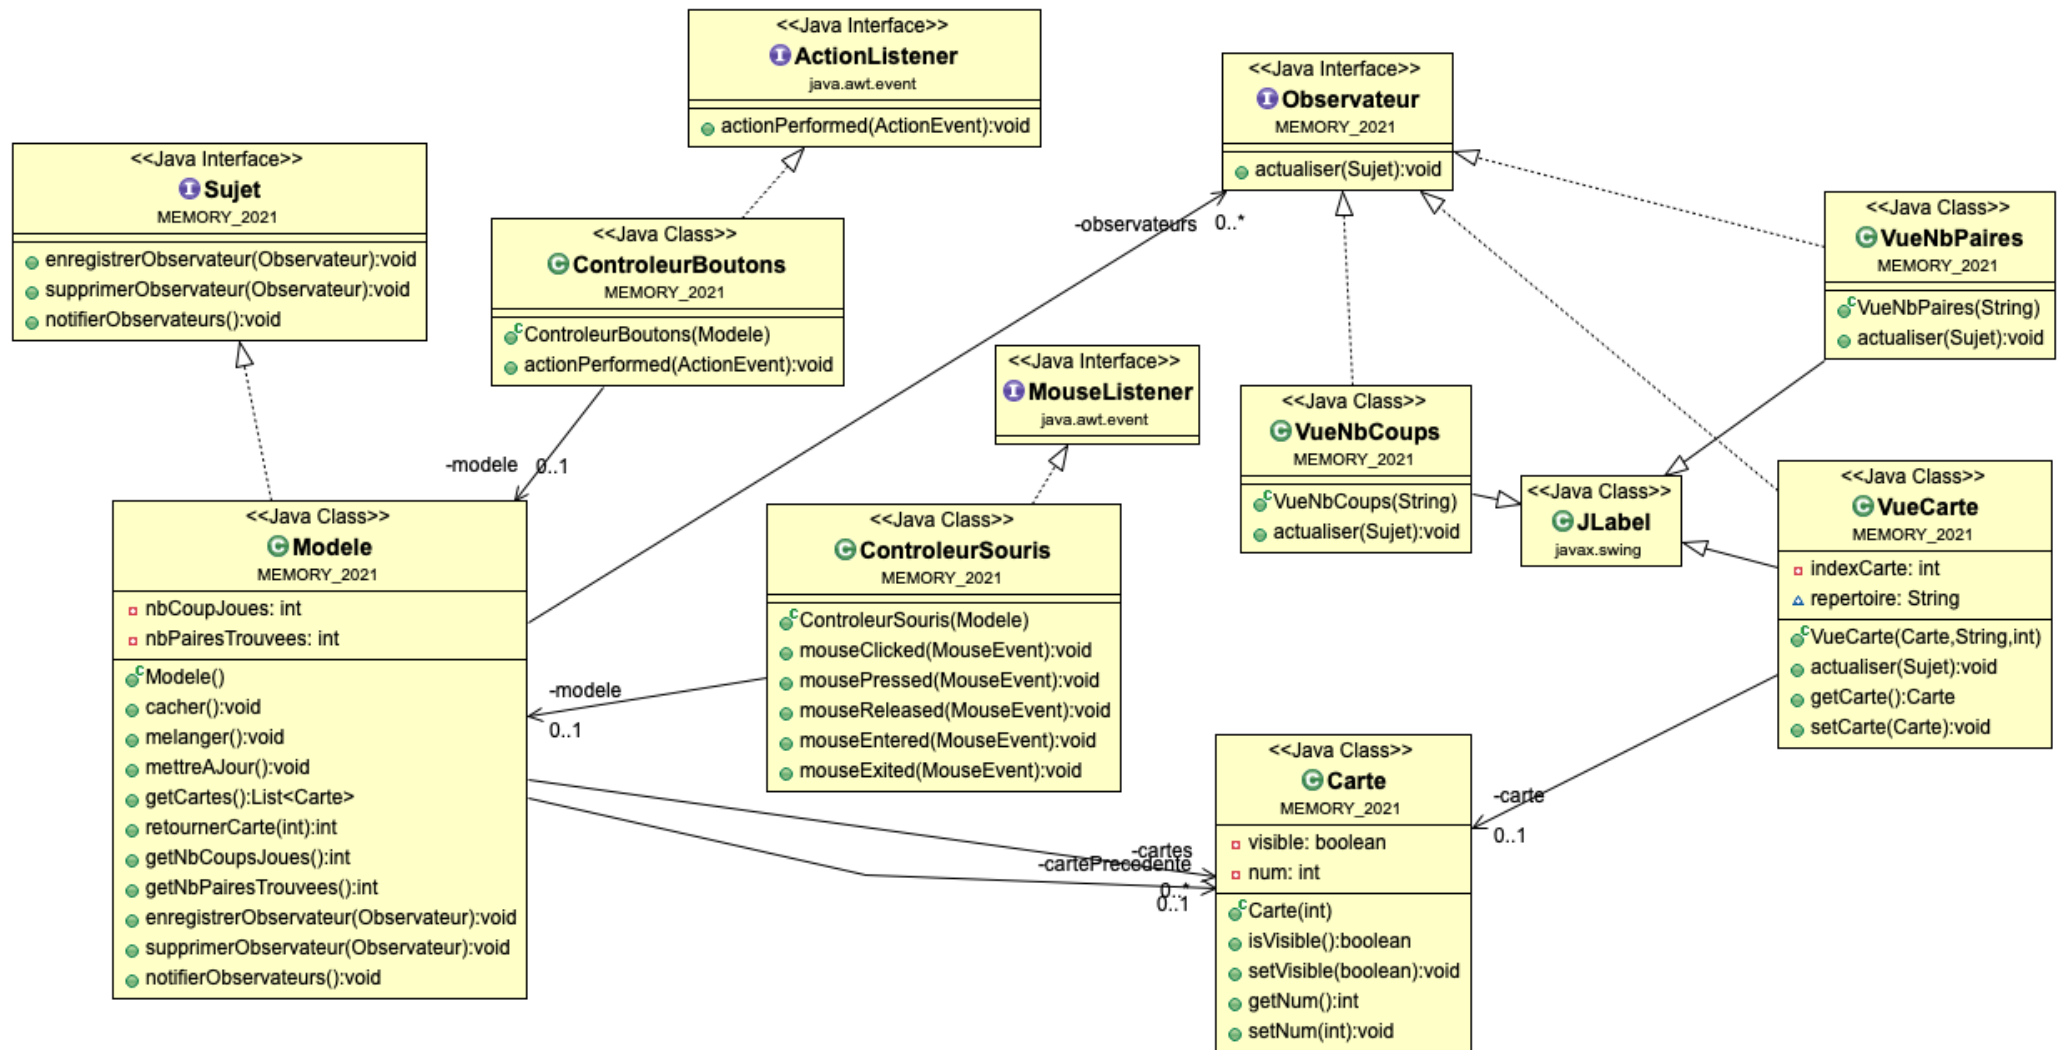 <<Java Interface>>
ActionListener
java.awt.event
actionPerformed(ActionEvent):void
<<Java Interface>>
Observateur
MEMORY_2021
actualiser(Sujet):void
<<Java Interface>>
Sujet
MEMORY_2021
enregistrerObservateur(Observateur):void
supprimerObservateur(Observateur):void
notifierObservateurs():void
<<Java Class>>
ControleurBoutons
MEMORY_2021
ControleurBoutons(Modele)
actionPerformed(ActionEvent):void
-observateurs
0..*
<<Java Class>>
VueNbPaires
MEMORY_2021
VueNbPaires(String)
actualiser(Sujet):void
<<Java Interface>>
MouseListener
java.awt.event
<<Java Class>>
VueNbCoups
MEMORY_2021
VueNbCoups(String)
actualiser(Sujet):void
<<Java Class>>
JLabel
javax.swing
-modele
0..1
<<Java Class>>
Modele
MEMORY_2021
nbCoupJoues: int
nbPairesTrouvees: int
Modele()
cacher():void
melanger():void
mettreAJour():void
getCartes():List<Carte>
retournerCarte(int):int
getNbCoupsJoues():int
getNbPairesTrouvees():int
enregistrerObservateur(Observateur):void
supprimerObservateur(Observateur):void
notifierObservateurs():void
<<Java Class>>
ControleurSouris
MEMORY_2021
ControleurSouris(Modele)
mouseClicked(MouseEvent):void
mousePressed(MouseEvent):void
mouseReleased(MouseEvent):void
mouseEntered(MouseEvent):void
mouseExited(MouseEvent):void
-modele
0..1
<<Java Class>>
VueCarte
MEMORY_2021
indexCarte: int
repertoire: String
VueCarte(Carte,String,int)
actualiser(Sujet):void
getCarte():Carte
setCarte(Carte):void
-carte
0..1
-cartes
-cartePrecedente
0..*
0..1
<<Java Class>>
Carte
MEMORY_2021
visible: boolean
num: int
Carte(int)
isVisible():boolean
setVisible(boolean):void
getNum():int
setNum(int):void